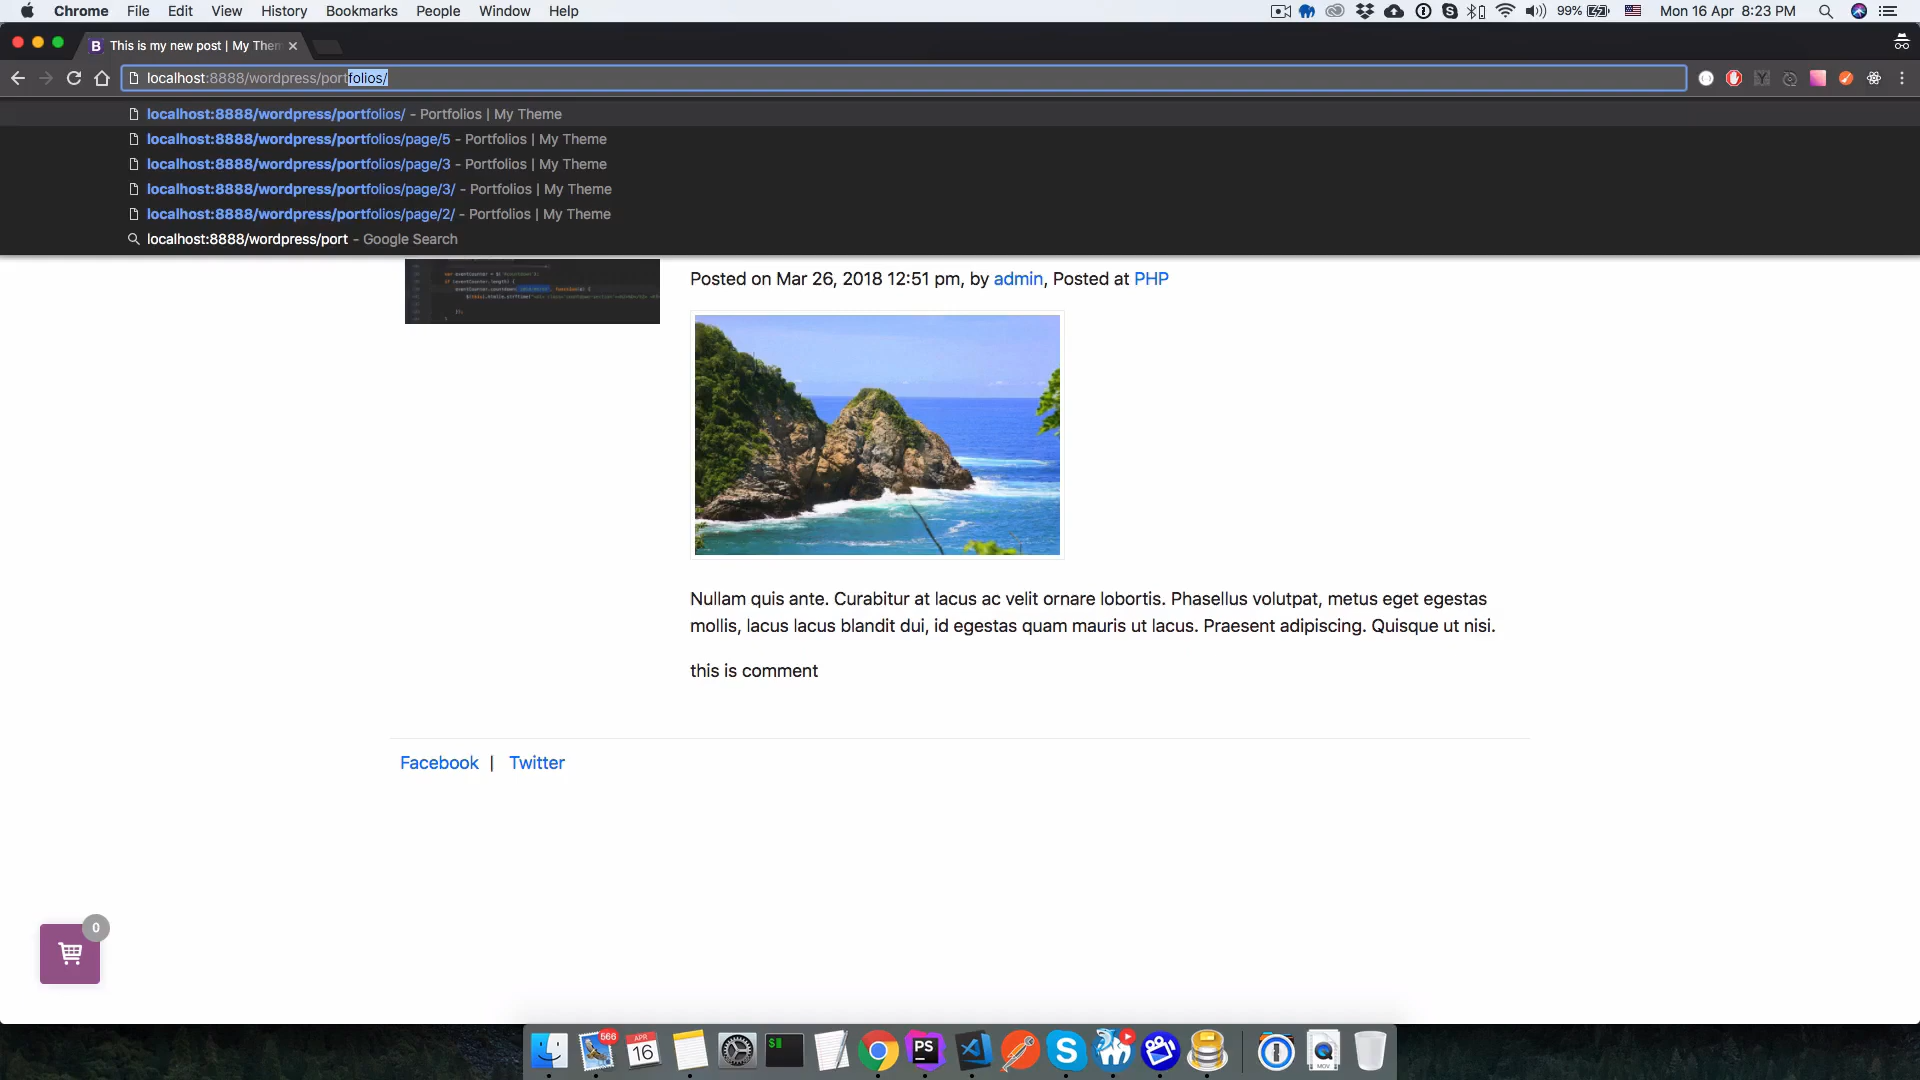 Chrome File Edit View History Bookmarks People Window Help 99% Mon 16 Apr 8:23 PM
This is my new post | My Them
localhost:8888/wordpress/portfolios/
localhost:8888/wordpress/portfolios/ - Portfolios | My Theme
localhost:8888/wordpress/portfolios/page/5 - Portfolios | My Theme
localhost:8888/wordpress/portfolios/page/3 - Portfolios | My Theme
localhost:8888/wordpress/portfolios/page/3/ - Portfolios | My Theme
localhost:8888/wordpress/portfolios/page/2/ - Portfolios | My Theme
localhost:8888/wordpress/port - Google Search
Posted on Mar 26, 2018 12:51 pm, by admin, Posted at PHP
Nullam quis ante. Curabitur at lacus ac velit ornare lobortis. Phasellus volutpat, metus eget egestas
mollis, lacus lacus blandit dui, id egestas quam mauris ut lacus. Praesent adipiscing. Quisque ut nisi.
this is comment
Facebook | Twitter
0
566
APR
16
$
PS
MOV